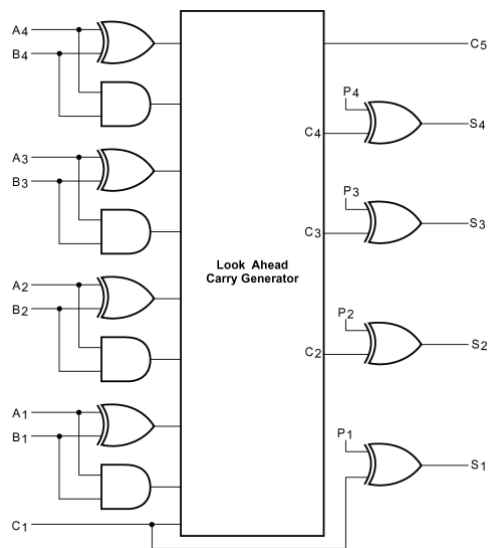 A4
B4
C5
P4
C4
S4
A3
B3
P3
C3
S3
Look Ahead
Carry Generator
A2
B2
P2
C2
S2
A1
B1
P1
S1
C1